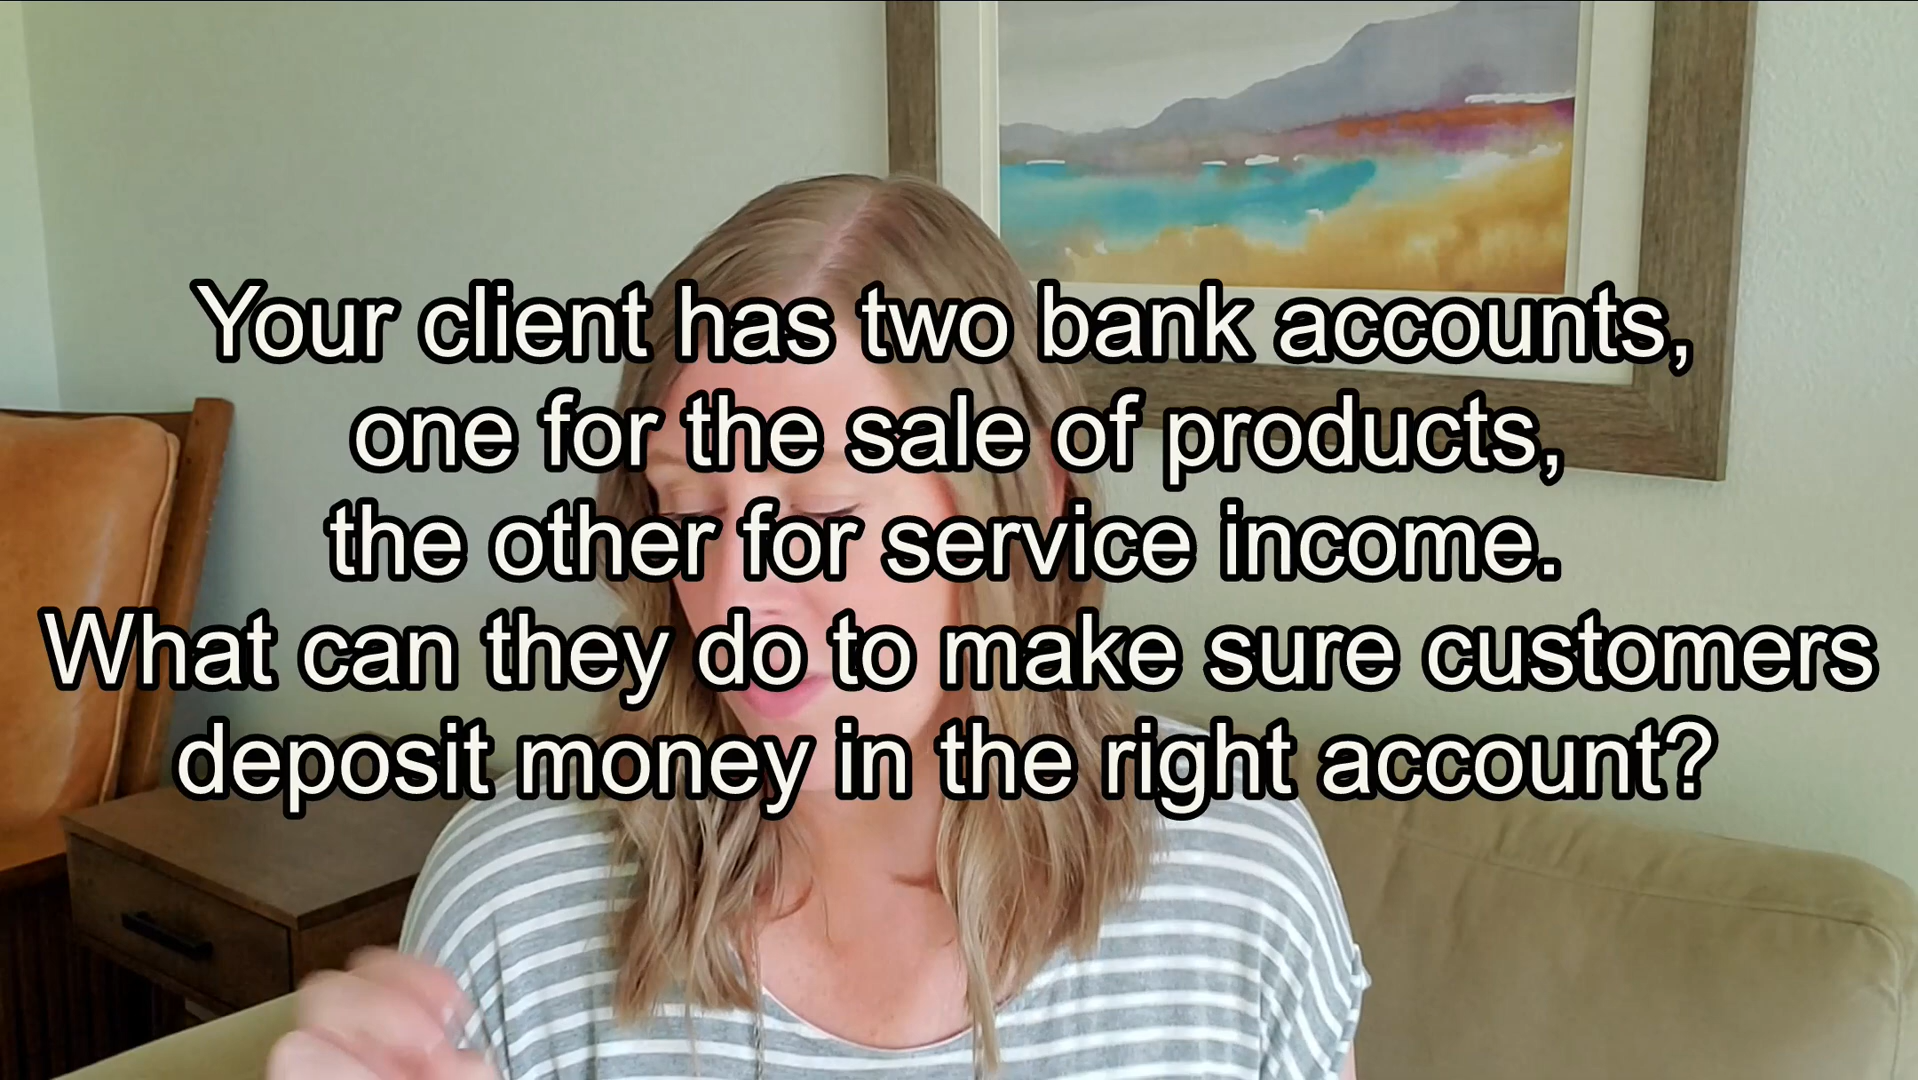 Your client has two bank accounts,
one for the sale of products,
the other for service income.
What can they do to make sure customers
deposit money in the right account?